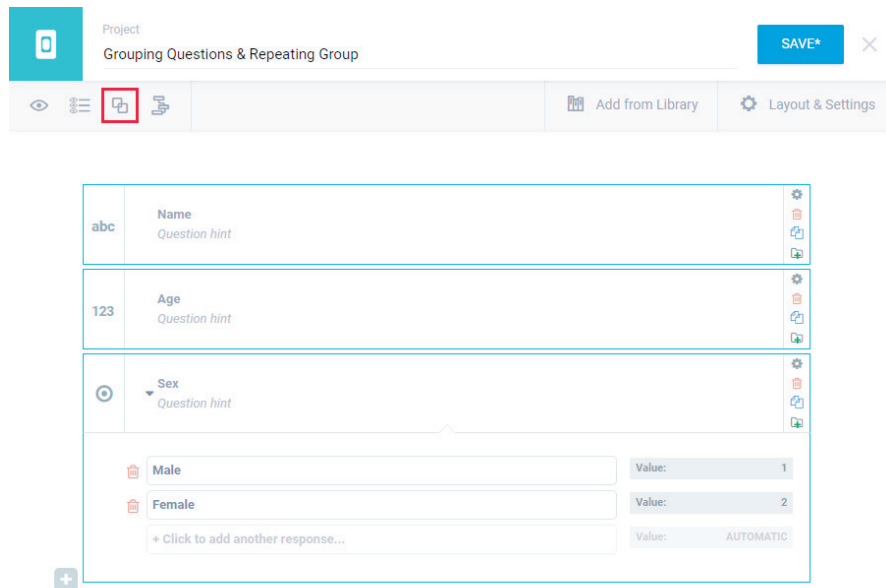 Project
Grouping Questions & Repeating Group
SAVE*
Add from Library
Layout & Settings
abc
Name
Question hint
123
Age
Question hint
Sex
Question hint
Male
Value: 1
Female
Value: 2
+ Click to add another response...
Value: AUTOMATIC